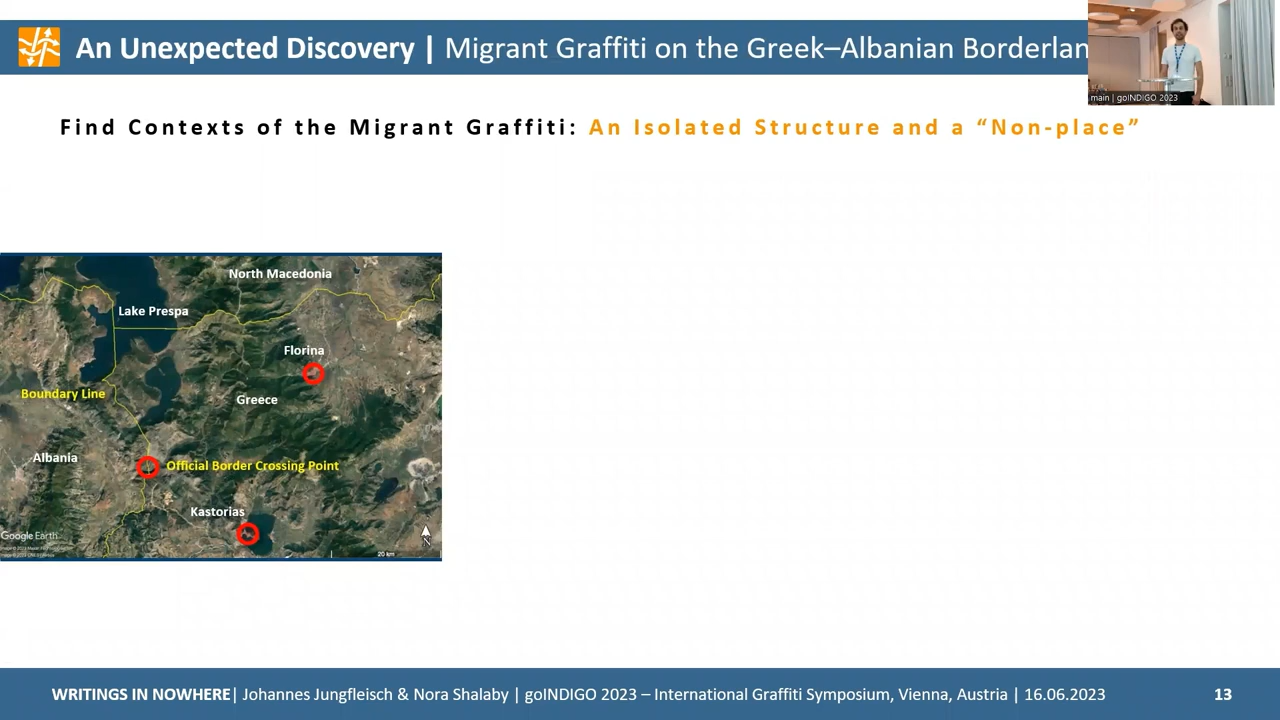 An Unexpected Discovery | Migrant Graffiti on the Greek–Albanian Borderlan
main | goINDIGO 2023
Find Contexts of the Migrant Graffiti: An Isolated Structure and a “Non-place”
North Macedonia
Lake Prespa
Florina
Boundary Line
Greece
Albania
Official Border Crossing Point
Kastorias
Google Earth
N
20 km
WRITINGS IN NOWHERE| Johannes Jungfleisch & Nora Shalaby | goINDIGO 2023 – International Graffiti Symposium, Vienna, Austria | 16.06.2023
13